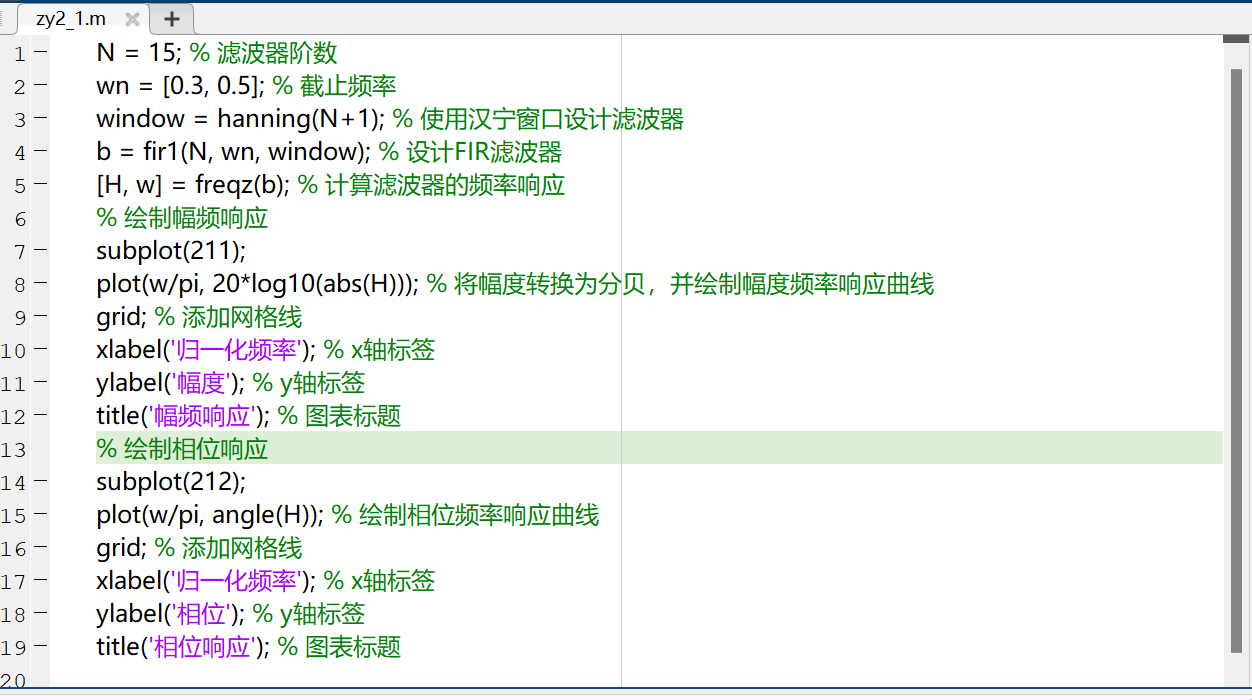 zy2_1.m
1 N = 15; % 滤波器阶数
2 wn = [0.3, 0.5]; % 截止频率
3 window = hanning(N+1); % 使用汉宁窗口设计滤波器
4 b = fir1(N, wn, window); % 设计FIR滤波器
5 [H, w] = freqz(b); % 计算滤波器的频率响应
6 % 绘制幅频响应
7 subplot(211);
8 plot(w/pi, 20*log10(abs(H))); % 将幅度转换为分贝，并绘制幅度频率响应曲线
9 grid; % 添加网格线
10 xlabel('归一化频率'); % x轴标签
11 ylabel('幅度'); % y轴标签
12 title('幅频响应'); % 图表标题
13 % 绘制相位响应
14 subplot(212);
15 plot(w/pi, angle(H)); % 绘制相位频率响应曲线
16 grid; % 添加网格线
17 xlabel('归一化频率'); % x轴标签
18 ylabel('相位'); % y轴标签
19 title('相位响应'); % 图表标题
20